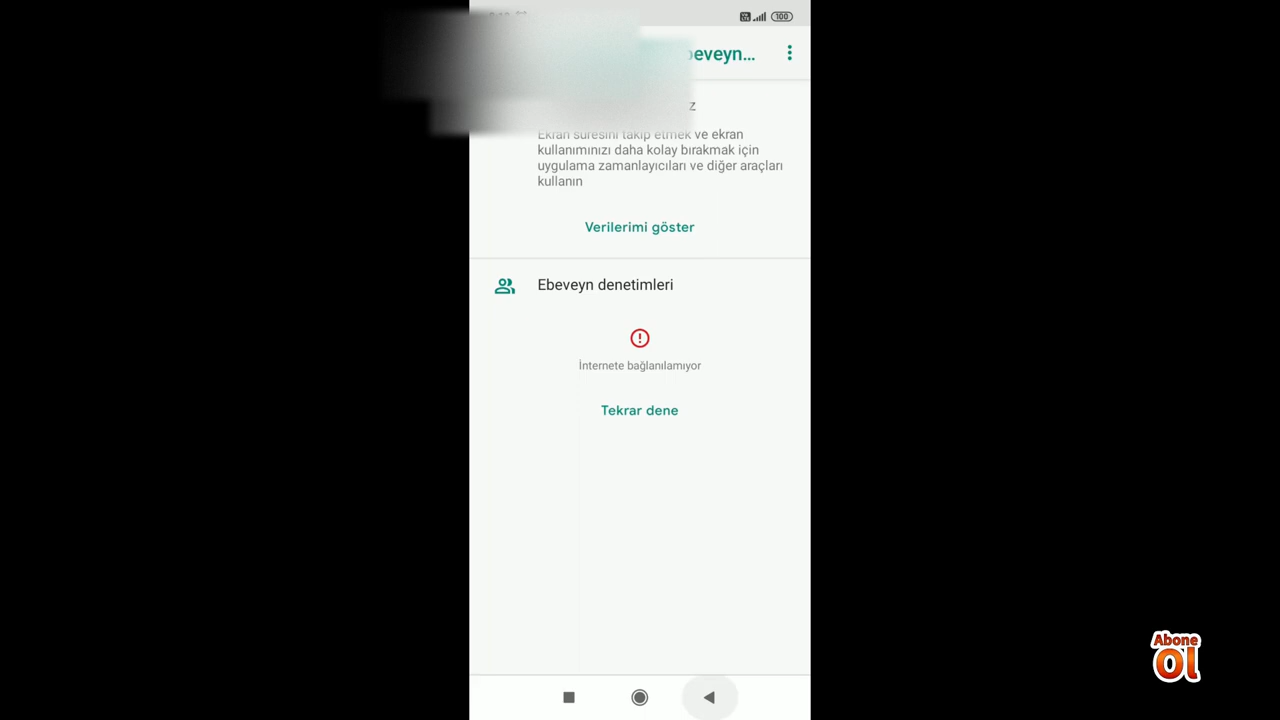 100
Ekran süresini takip etmek ve ekran
kullanımınızı daha kolay bırakmak için
uygulama zamanlayıcıları ve diğer araçları
kullanın
Verilerimi göster
Ebeveyn denetimleri
İnternete bağlanılamıyor
Tekrar dene
Abone
Ol